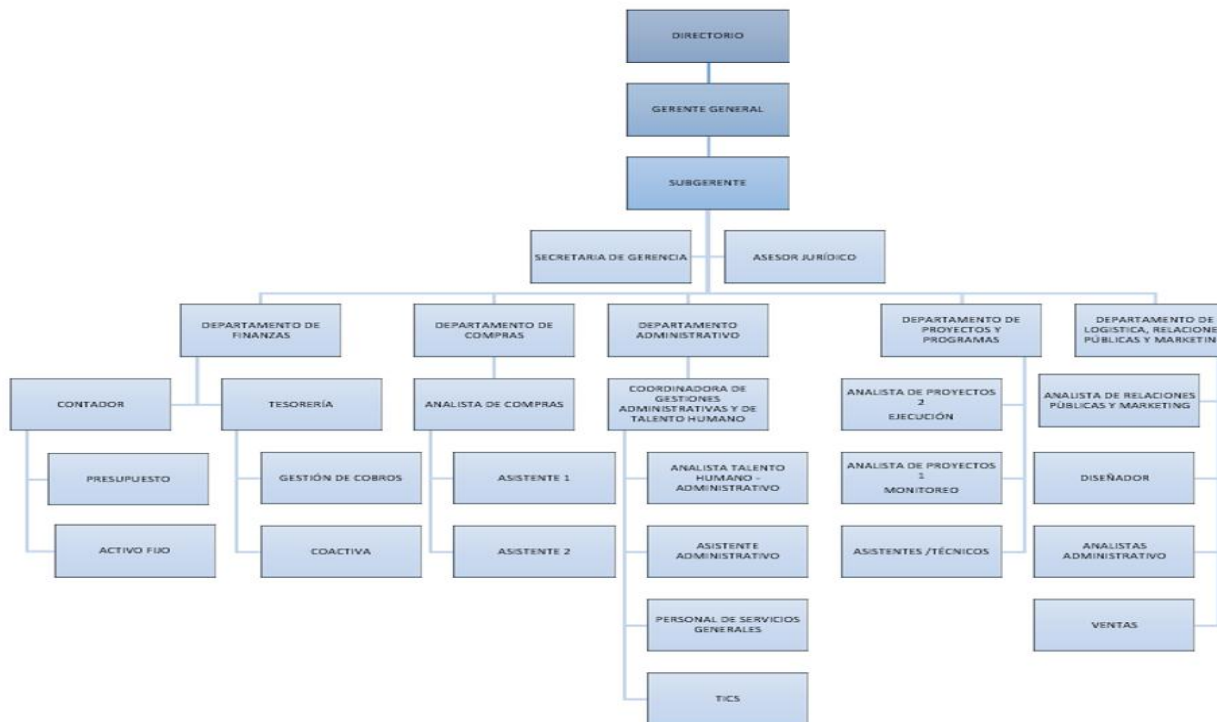 DIRECTORIO
GERENTE GENERAL
SUBGERENTE
SECRETARIA DE GERENCIA
ASESOR JURÍDICO
DEPARTAMENTO DE
FINANZAS
DEPARTAMENTO DE
COMPRAS
DEPARTAMENTO
ADMINISTRATIVO
DEPARTAMENTO DE
PROYECTOS Y
PROGRAMAS
DEPARTAMENTO DE
LOGISTICA, RELACIONE
PÚBLICAS Y MARKETIN
CONTADOR
TESORERÍA
ANALISTA DE COMPRAS
COORDINADORA DE
GESTIONES
ADMINISTRATIVAS Y DE
TALENTO HUMANO
ANALISTA DE PROYECTOS
2
EJECUCIÓN
ANALISTA DE RELACIONES
PÚBLICAS Y MARKETING
PRESUPUESTO
GESTIÓN DE COBROS
ASISTENTE 1
ANALISTA TALENTO
HUMANO -
ADMINISTRATIVO
ANALISTA DE PROYECTOS
1
MONITOREO
DISEÑADOR
ACTIVO FIJO
COACTIVA
ASISTENTE 2
ASISTENTE
ADMINISTRATIVO
ASISTENTES /TÉCNICOS
ANALISTAS
ADMINISTRATIVO
PERSONAL DE SERVICIOS
GENERALES
VENTAS
TICS